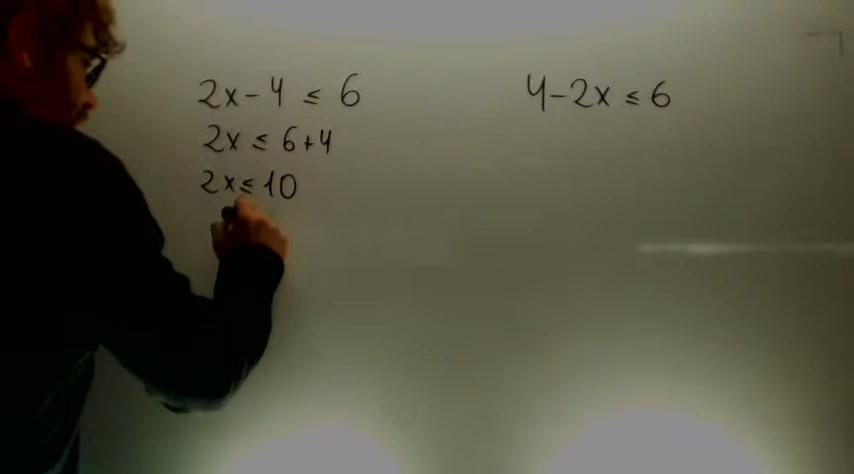 2x-4 ≤ 6
2x ≤ 6+4
2x ≤ 10
4-2x ≤ 6